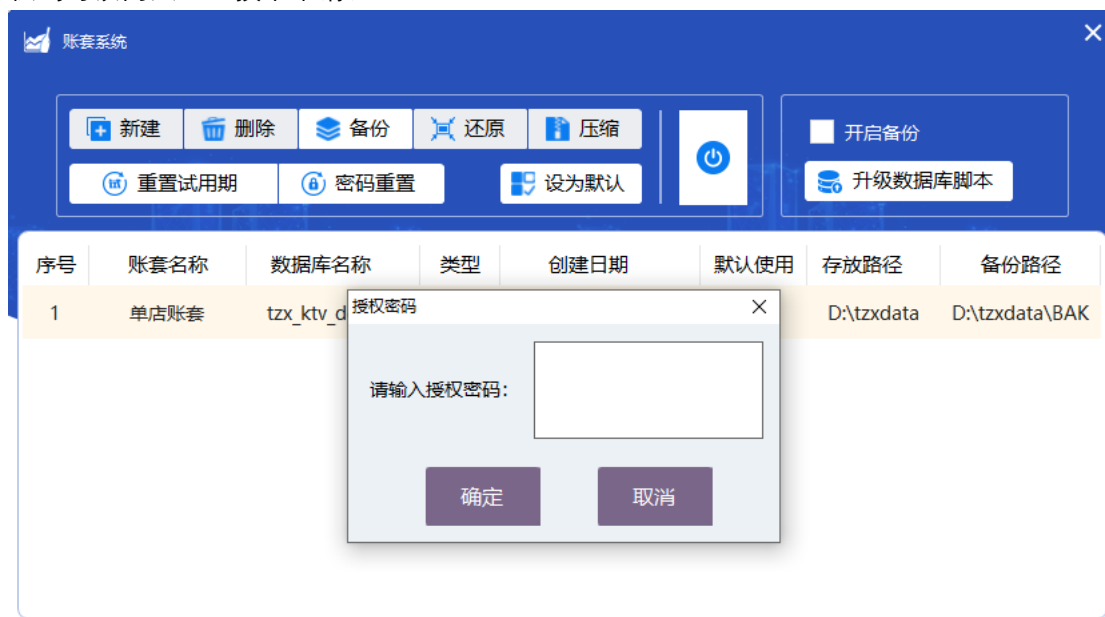 账套系统
新建 删除 备份 还原 压缩
开启备份
重置试用期 密码重置 设为默认
升级数据库脚本
序号 账套名称 数据库名称 类型 创建日期 默认使用 存放路径 备份路径
1 单店账套 tzx_ktv_d D:\tzxdata D:\tzxdata\BAK
授权密码
请输入授权密码：
确定 取消